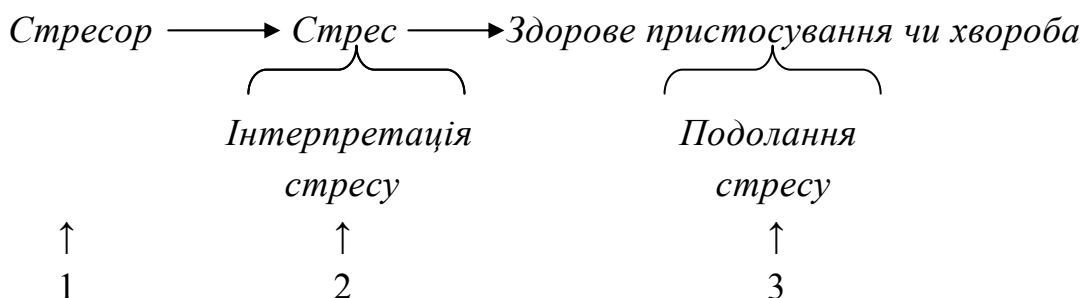 Стресор → Стрес → Здорове пристосування чи хвороба
Інтерпретація Подолання
стресу стресу
↑ ↑ ↑
1 2 3